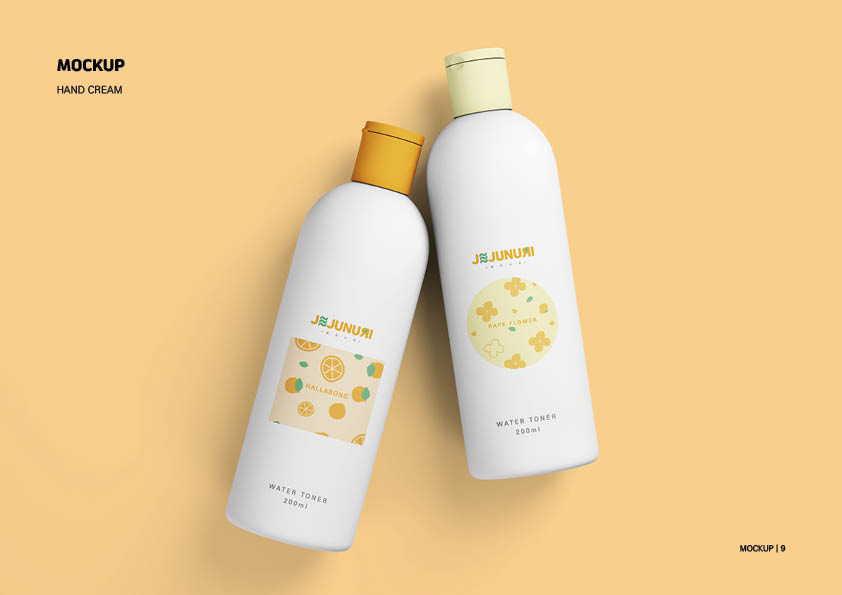 MOCKUP
HAND CREAM
JEJUNURI
RAPE FLOWER
WATER TONER
200ml
JEJUNURI
HALLABONG
WATER TONER
200ml
MOCKUP | 9